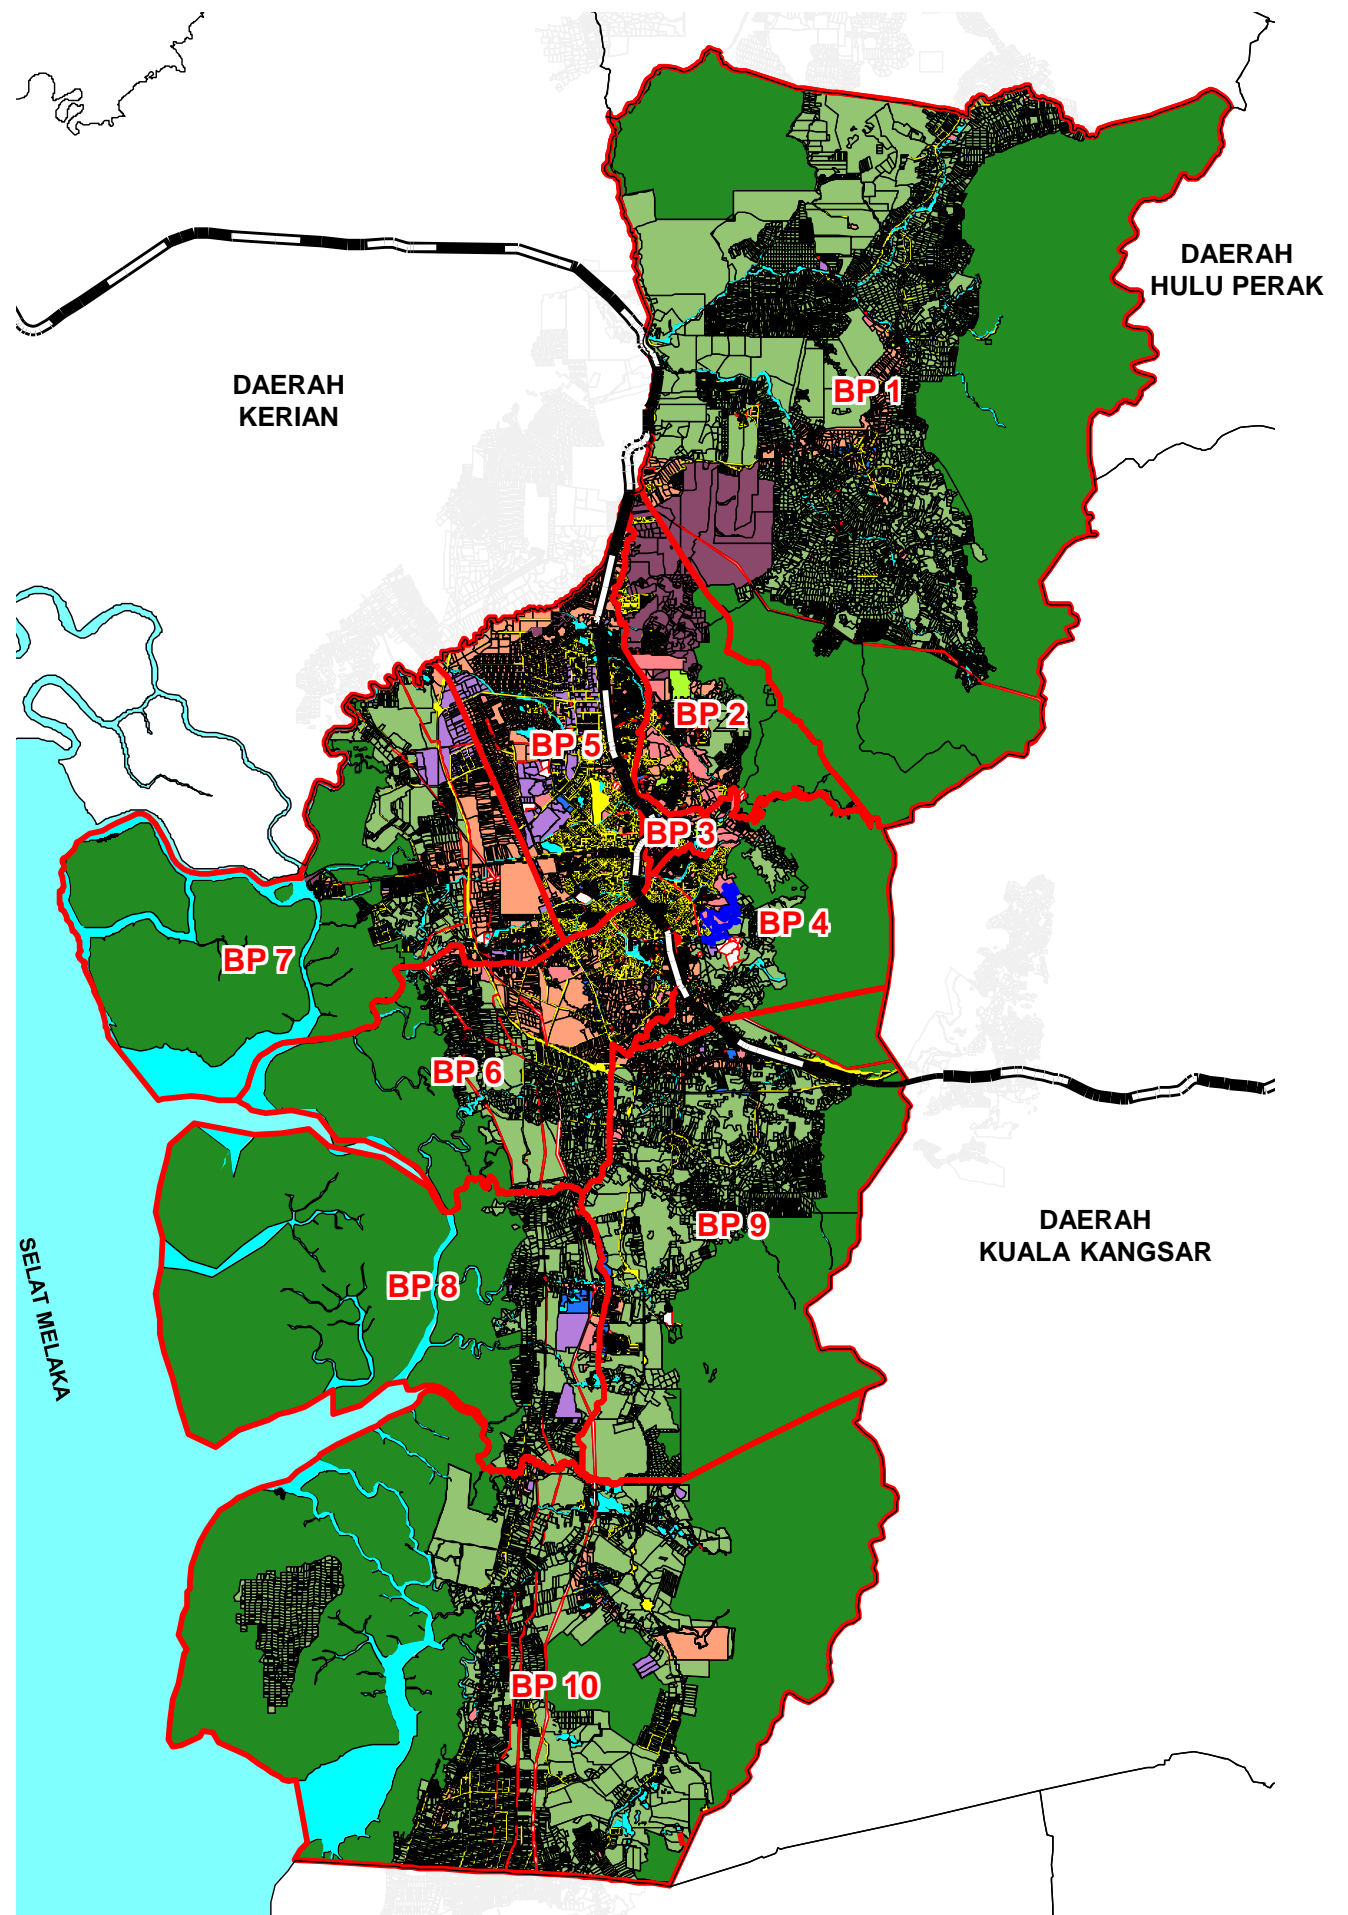 DAERAH
HULU PERAK
DAERAH
KERIAN
BP 1
BP 2
BP 5
BP 3
BP 4
BP 7
BP 6
BP 9
DAERAH
KUALA KANGSAR
BP 8
SELAT MELAKA
BP 10